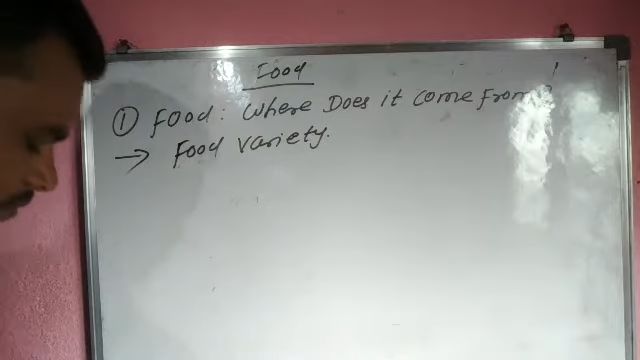 Food
① Food: Where Does it Come From?
→ Food Variety.